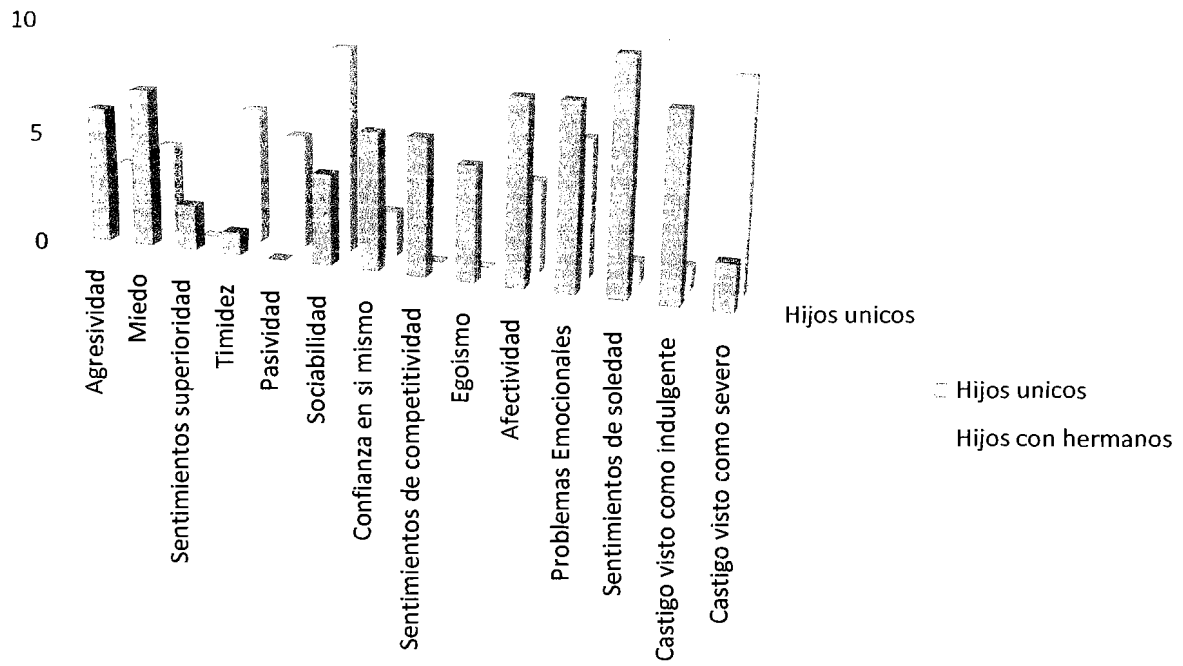 10
5
0
Agresividad
Miedo
Sentimientos superioridad
Timidez
Pasividad
Sociabilidad
Confianza en si mismo
Sentimientos de competitividad
Egoismo
Afectividad
Problemas Emocionales
Sentimientos de soledad
Castigo visto como indulgente
Castigo visto como severo
Hijos unicos
Hijos unicos
Hijos con hermanos